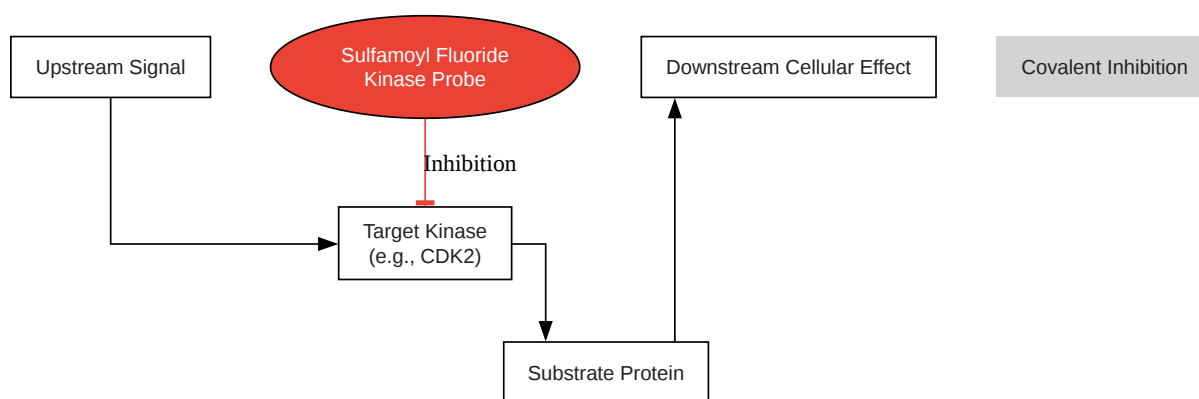 Upstream Signal
Sulfamoyl Fluoride
Kinase Probe
Downstream Cellular Effect
Covalent Inhibition
Inhibition
Target Kinase
(e.g., CDK2)
Substrate Protein